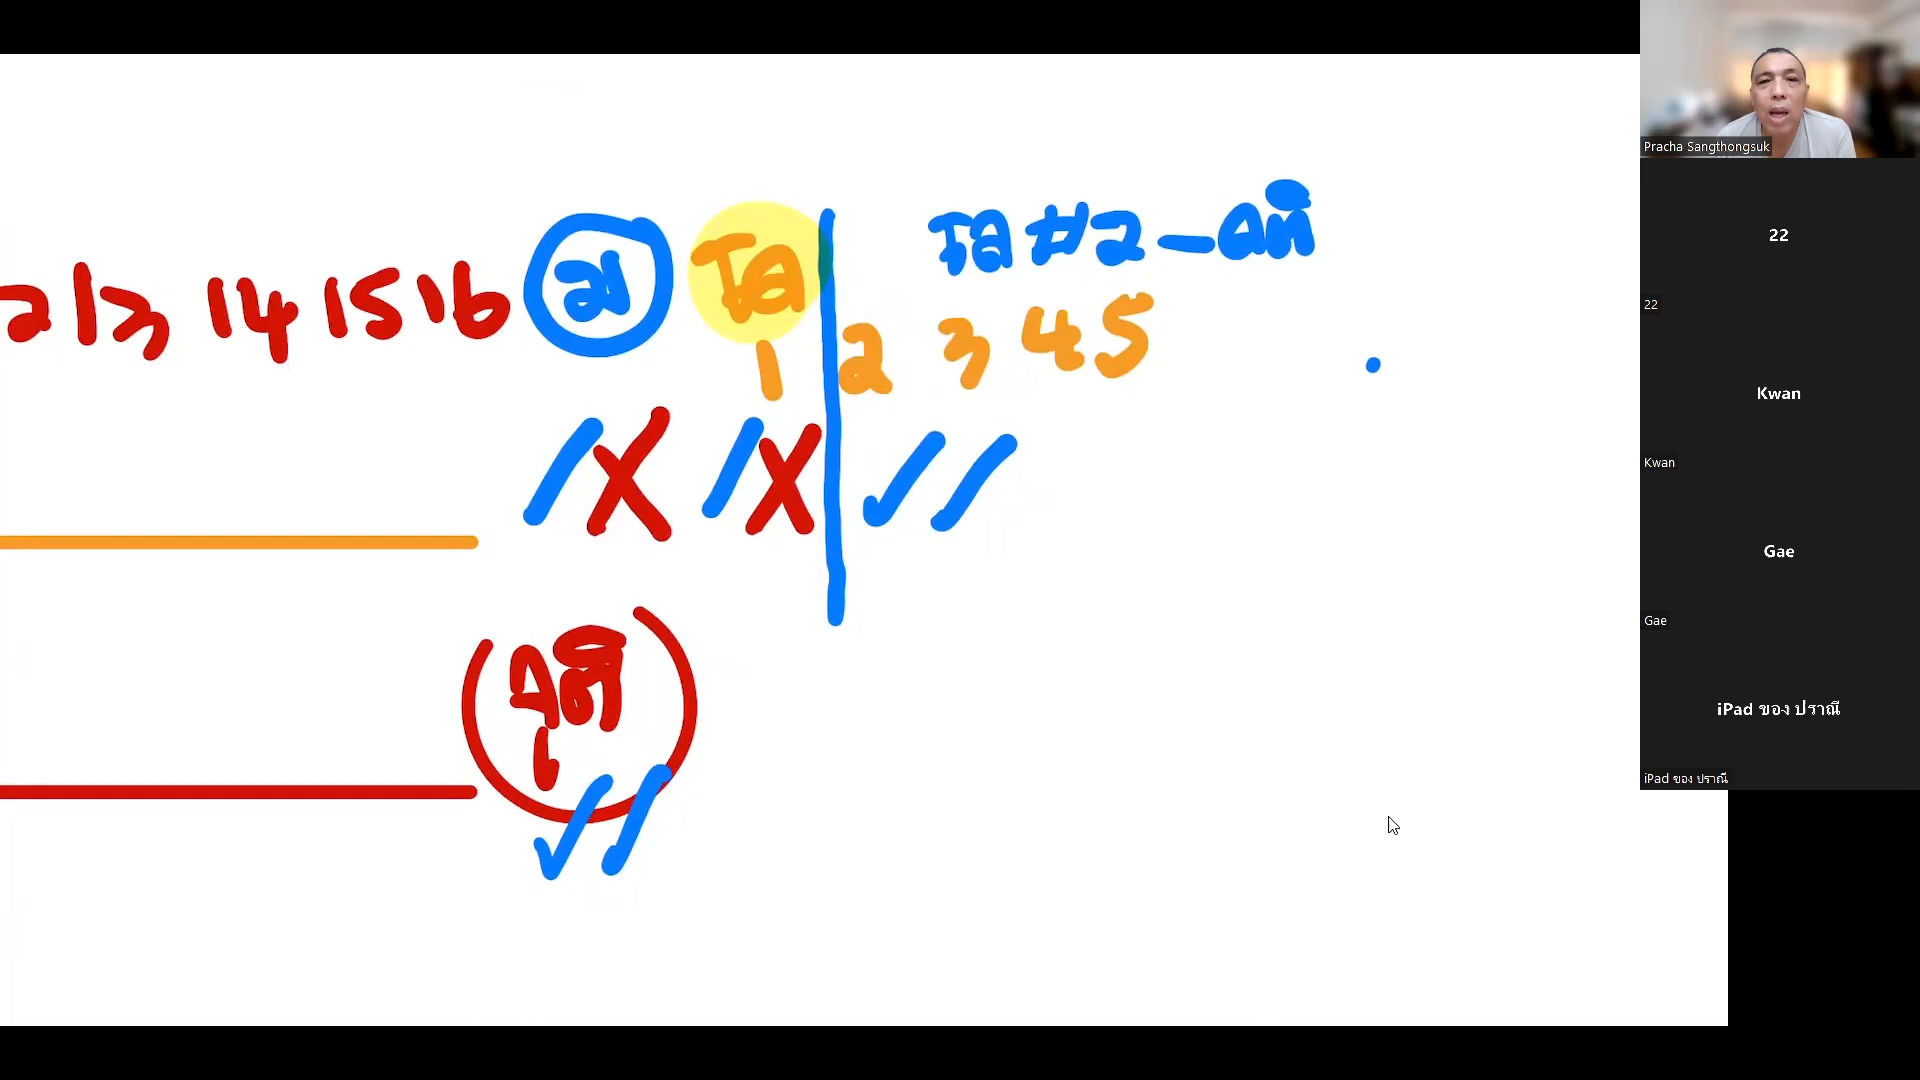 โล #2 - อติ
2 13 14 15 16 ม โล
1 2 3 4 5
จุติ
Pracha Sangthongsuk
22
22
Kwan
Kwan
Gae
Gae
iPad ของ ปราณี
iPad ของ ปราณี